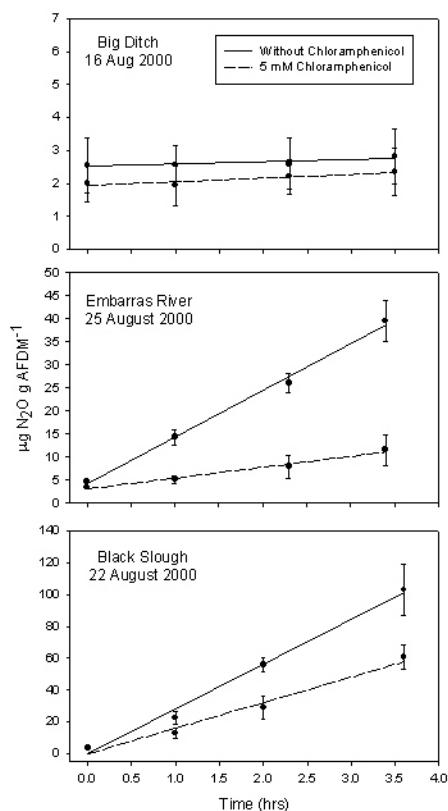 Big Ditch
16 Aug 2000
Without Chloramphenicol
5 mM Chloramphenicol
7
6
5
4
3
2
1
0
Embarras River
25 August 2000
50
45
40
35
30
25
20
15
10
5
0
µg N₂O g AFDM⁻¹
Black Slough
22 August 2000
140
120
100
80
60
40
20
0
0.0 0.5 1.0 1.5 2.0 2.5 3.0 3.5 4.0
Time (hrs)